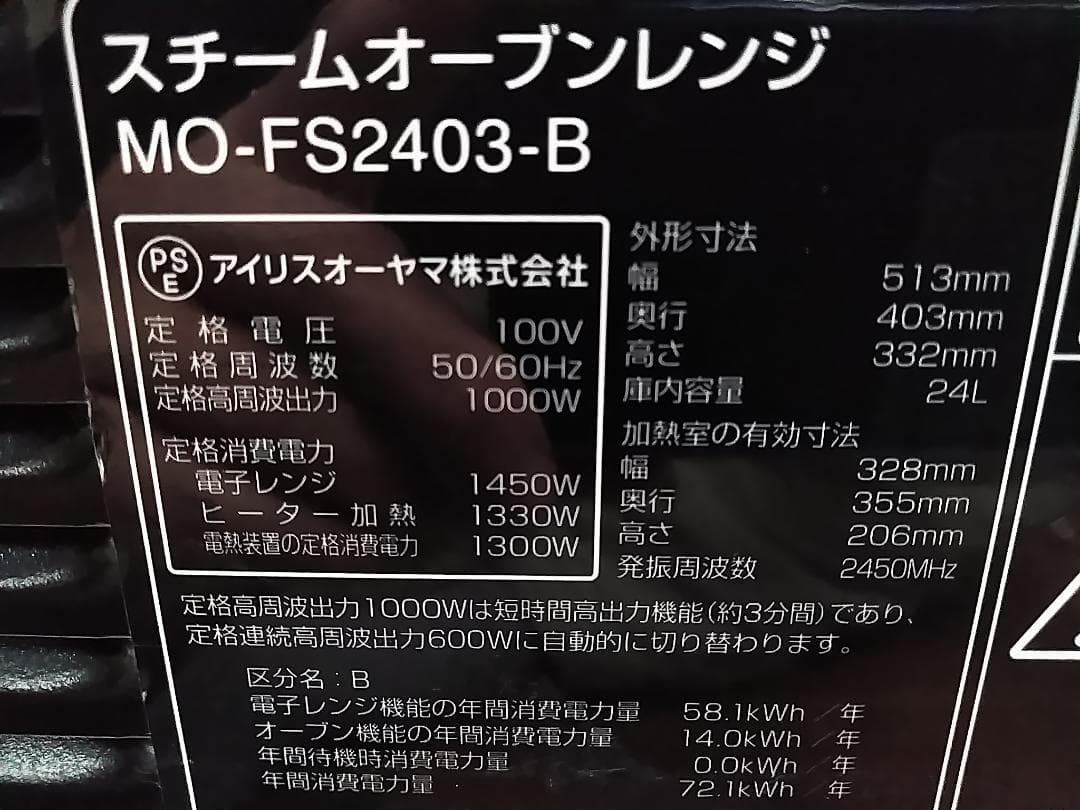 スチームオーブンレンジ
MO-FS2403-B
PSE アイリスオーヤマ株式会社
定格電圧 100V
定格周波数 50/60Hz
定格高周波出力 1000W
定格消費電力
電子レンジ 1450W
ヒーター加熱 1330W
電熱装置の定格消費電力 1300W
外形寸法
幅 513mm
奥行 403mm
高さ 332mm
庫内容量 24L
加熱室の有効寸法
幅 328mm
奥行 355mm
高さ 206mm
発振周波数 2450MHz
定格高周波出力1000Wは短時間高出力機能(約3分間)であり、
定格連続高周波出力600Wに自動的に切り替わります。
区分名:B
電子レンジ機能の年間消費電力量 58.1kWh/年
オーブン機能の年間消費電力量 14.0kWh/年
年間待機時消費電力量 0.0kWh/年
年間消費電力量 72.1kWh/年